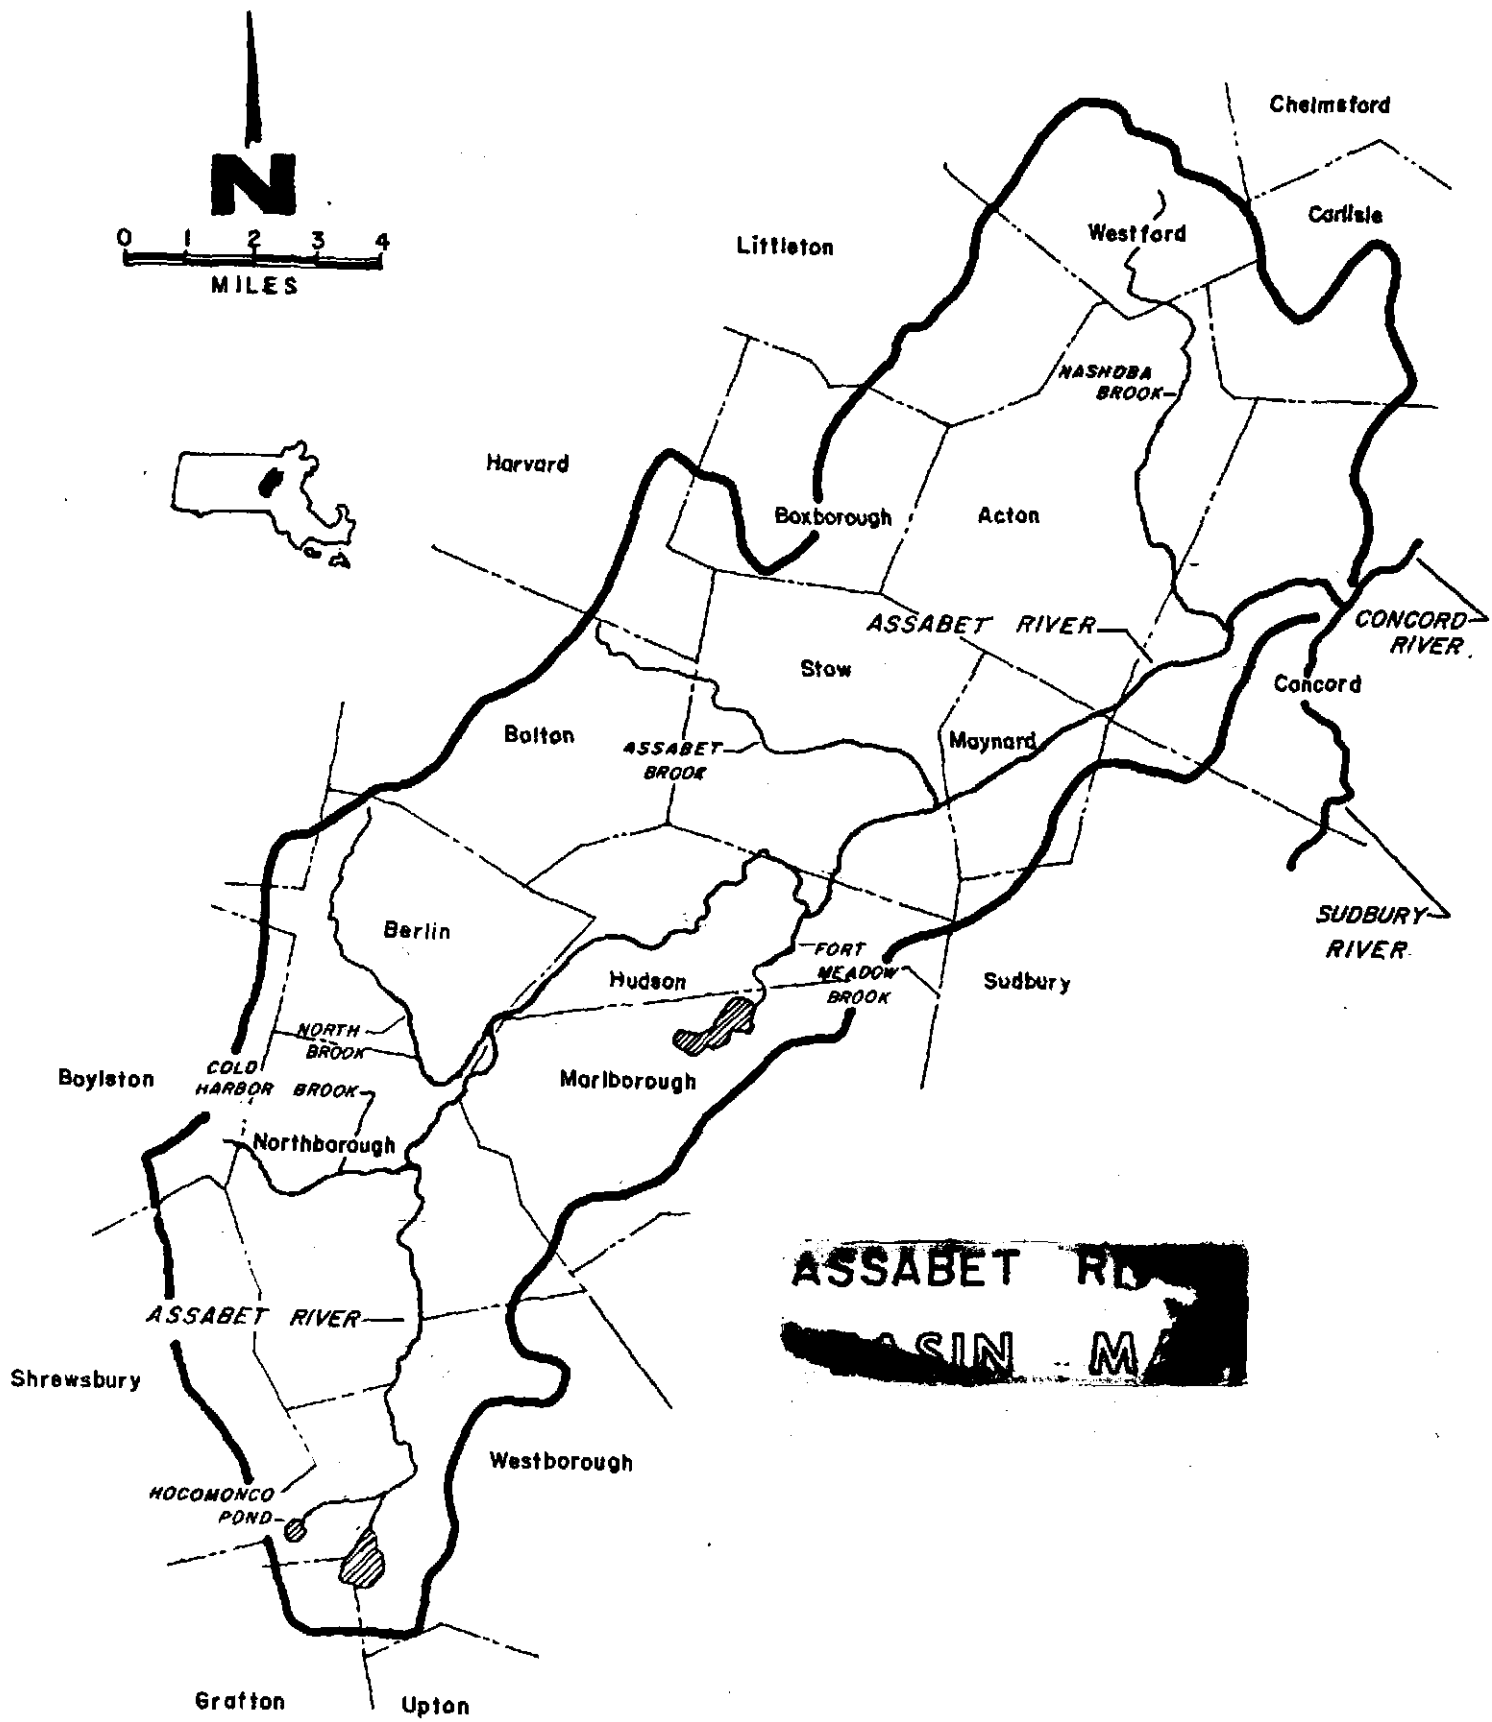 Chelmsford
N
Carlisle
0 1 2 3 4
MILES
Westford
Littleton
NASHOBA
BROOK
Harvard
Boxborough
Acton
ASSABET RIVER
CONCORD
RIVER
Stow
Concord
Bolton
ASSABET
BROOK
Maynard
SUDBURY
RIVER
Berlin
Hudson
FORT
MEADOW
BROOK
Sudbury
NORTH
BROOK
COLD
HARBOR BROOK
Boylston
Marlborough
Northborough
ASSABET
ASIN
ASSABET RIVER
Shrewsbury
Westborough
HOCOMONCO
POND
Grafton
Upton